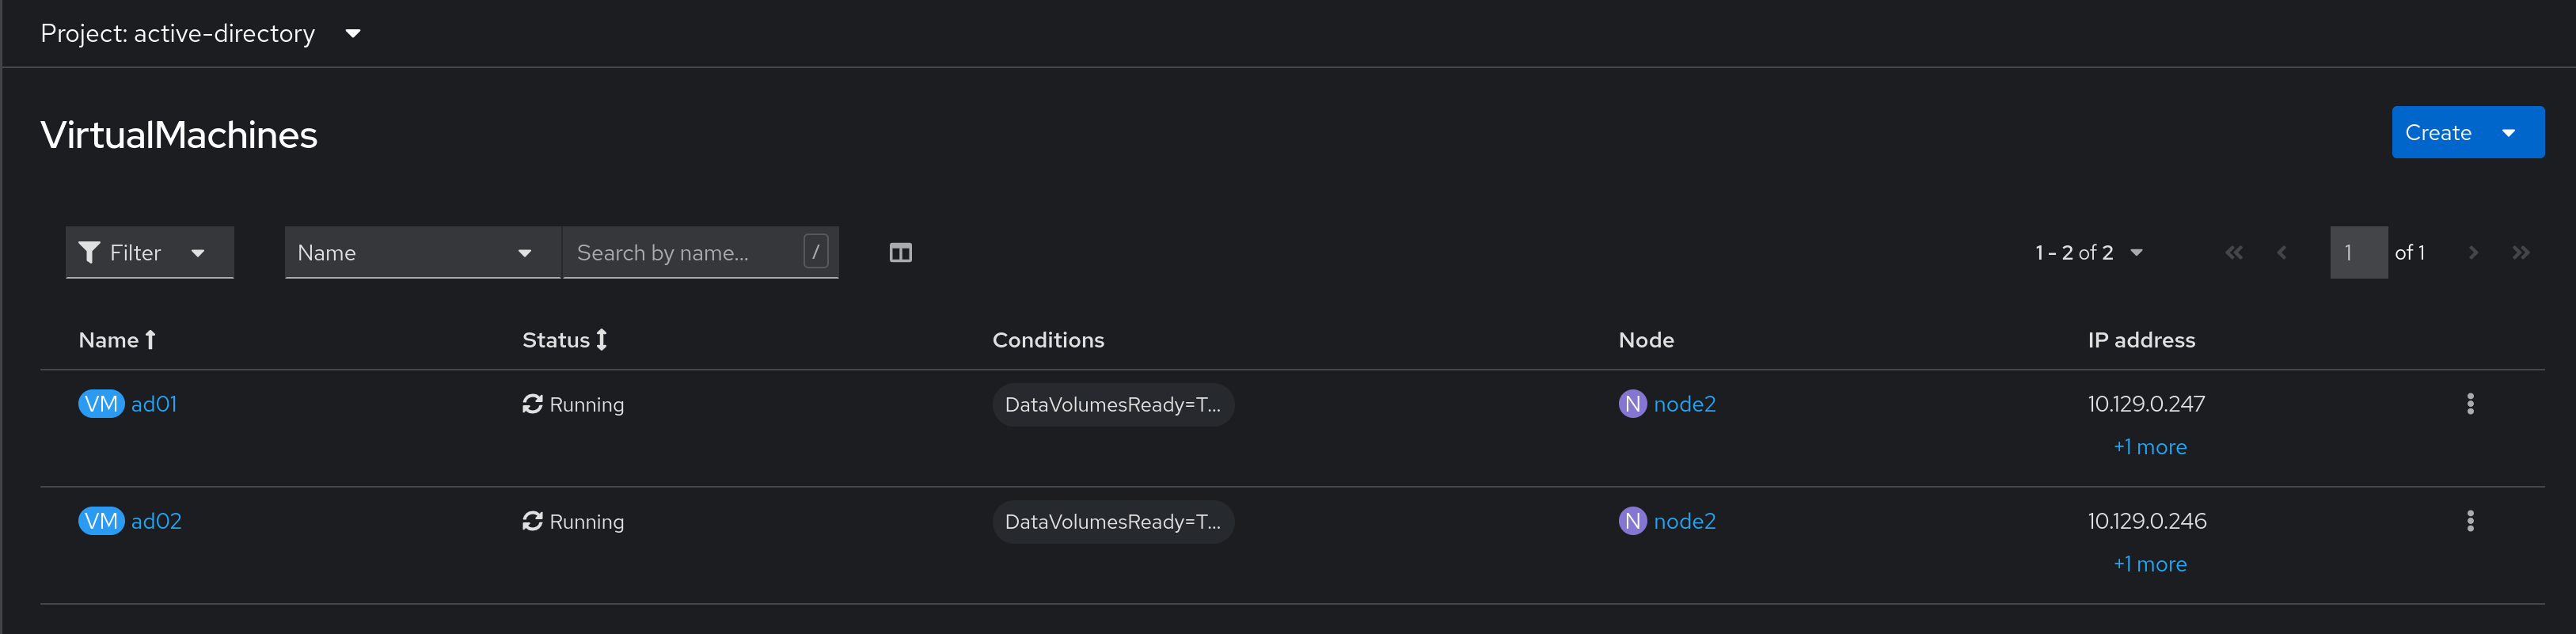 Project: active-directory
VirtualMachines
Create
Filter
Name
Search by name...
/
1 - 2 of 2
1
of 1
Name Status Conditions Node IP address
VM ad01 Running DataVolumesReady=T... N node2 10.129.0.247
+1 more
VM ad02 Running DataVolumesReady=T... N node2 10.129.0.246
+1 more